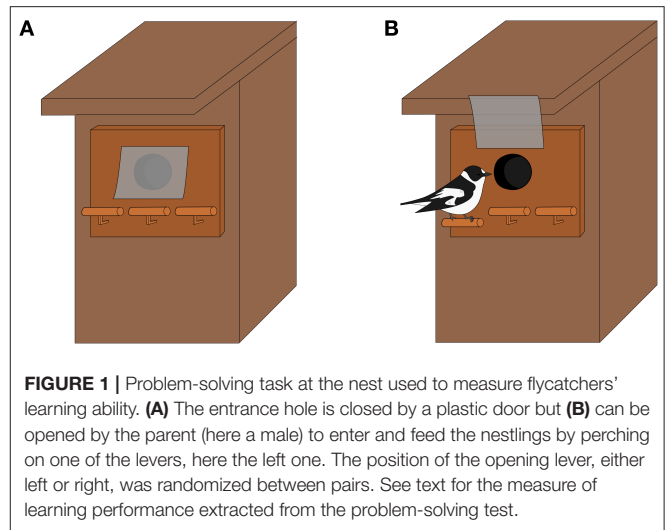 A
B
FIGURE 1 | Problem-solving task at the nest used to measure flycatchers’
learning ability. (A) The entrance hole is closed by a plastic door but (B) can be
opened by the parent (here a male) to enter and feed the nestlings by perching
on one of the levers, here the left one. The position of the opening lever, either
left or right, was randomized between pairs. See text for the measure of
learning performance extracted from the problem-solving test.